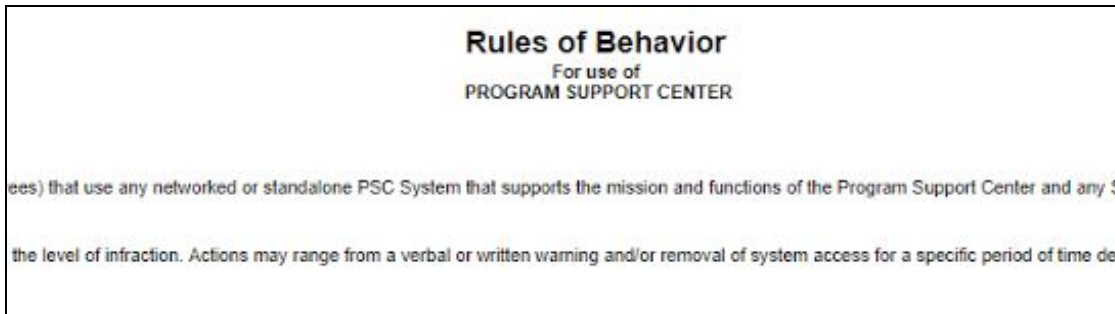 Rules of Behavior
For use of
PROGRAM SUPPORT CENTER
ees) that use any networked or standalone PSC System that supports the mission and functions of the Program Support Center and any S
the level of infraction. Actions may range from a verbal or written warning and/or removal of system access for a specific period of time de